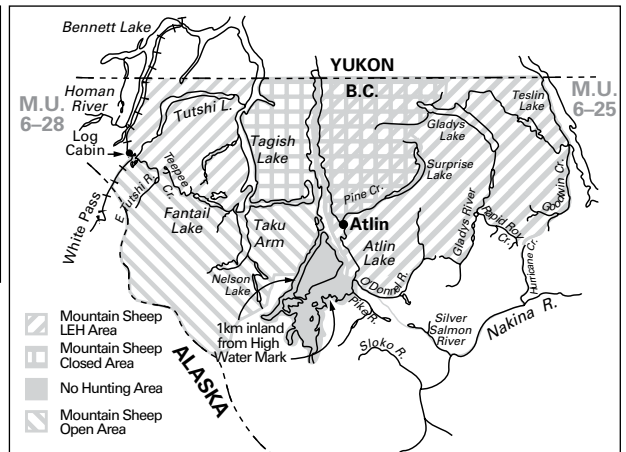 Bennett Lake
YUKON
B.C.
Homan
River
M.U.
6–28
Log
Cabin
Tutshi L.
Tagish
Lake
Teepee
Cr.
E. Tutshi R.
Fantail
Lake
White Pass
Taku
Arm
Nelson
Lake
Teslin
Lake
M.U.
6–25
Gladys
Lake
Surprise
Lake
Pine Cr.
Atlin
Atlin
Lake
Gladys River
Rapid Roy
Cr.
Goodwin Cr.
Hurricane Cr.
O'Donnel R.
Pike R.
Silver
Salmon
River
Nakina R.
Sloko R.
1km inland
from High
Water Mark
ALASKA
Mountain Sheep
LEH Area
Mountain Sheep
Closed Area
No Hunting Area
Mountain Sheep
Open Area